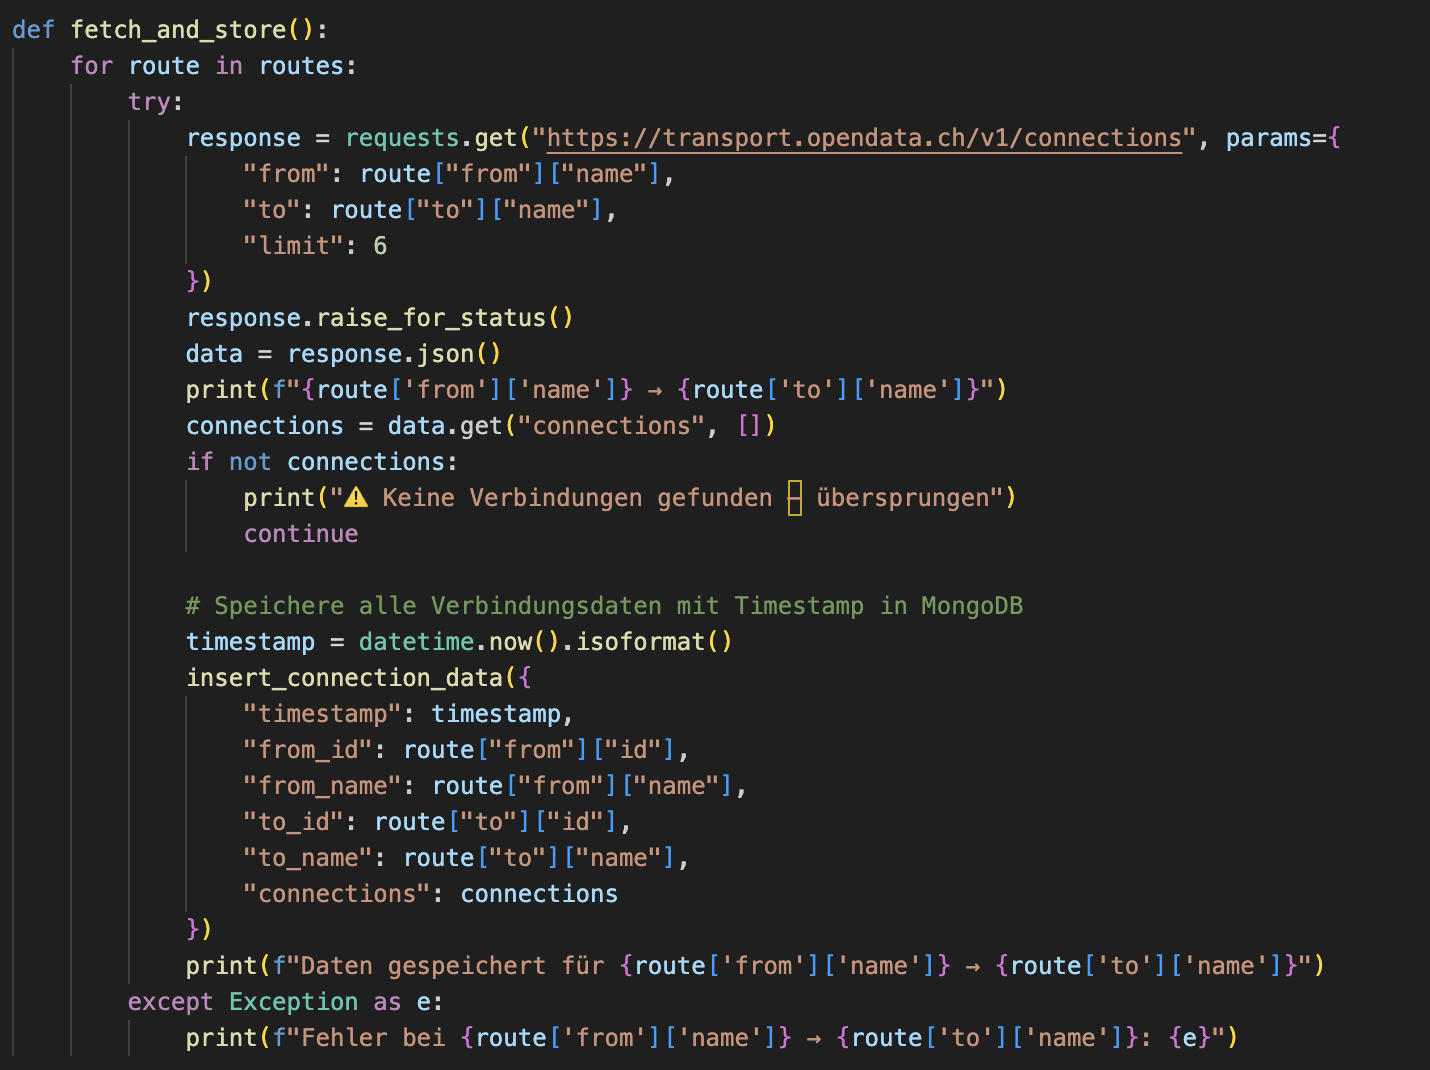 def fetch_and_store():
    for route in routes:
        try:
            response = requests.get("https://transport.opendata.ch/v1/connections", params={
                "from": route["from"]["name"],
                "to": route["to"]["name"],
                "limit": 6
            })
            response.raise_for_status()
            data = response.json()
            print(f"{route['from']['name']} → {route['to']['name']}")
            connections = data.get("connections", [])
            if not connections:
                print("⚠️ Keine Verbindungen gefunden – übersprungen")
                continue

            # Speichere alle Verbindungsdaten mit Timestamp in MongoDB
            timestamp = datetime.now().isoformat()
            insert_connection_data({
                "timestamp": timestamp,
                "from_id": route["from"]["id"],
                "from_name": route["from"]["name"],
                "to_id": route["to"]["id"],
                "to_name": route["to"]["name"],
                "connections": connections
            })
            print(f"Daten gespeichert für {route['from']['name']} → {route['to']['name']}")
        except Exception as e:
            print(f"Fehler bei {route['from']['name']} → {route['to']['name']}: {e}")